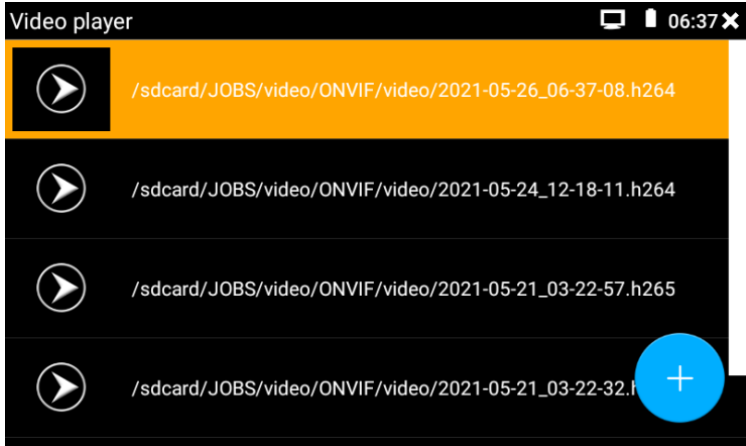 Video player 06:37
/sdcard/JOBS/video/ONVIF/video/2021-05-26_06-37-08.h264
/sdcard/JOBS/video/ONVIF/video/2021-05-24_12-18-11.h264
/sdcard/JOBS/video/ONVIF/video/2021-05-21_03-22-57.h265
/sdcard/JOBS/video/ONVIF/video/2021-05-21_03-22-32.